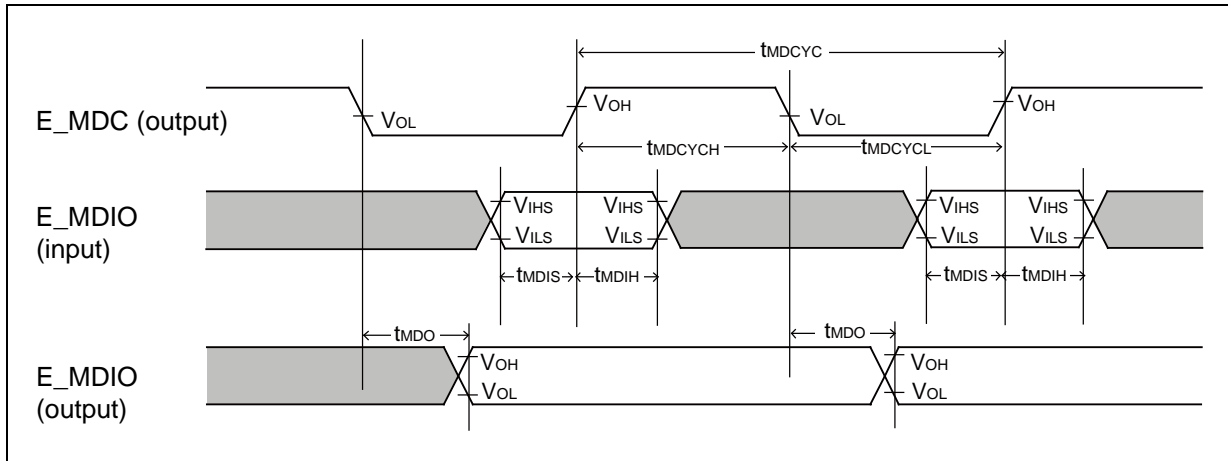 tMDCYC
E_MDC (output)
VOL
VOH
VOL
VOH
tMDCYCH
tMDCYCL
E_MDIO
(input)
VIHS
VIHS
VIHS
VIHS
VILS
VILS
VILS
VILS
tMDIS
tMDIH
tMDIS
tMDIH
tMDO
tMDO
E_MDIO
(output)
VOH
VOH
VOL
VOL